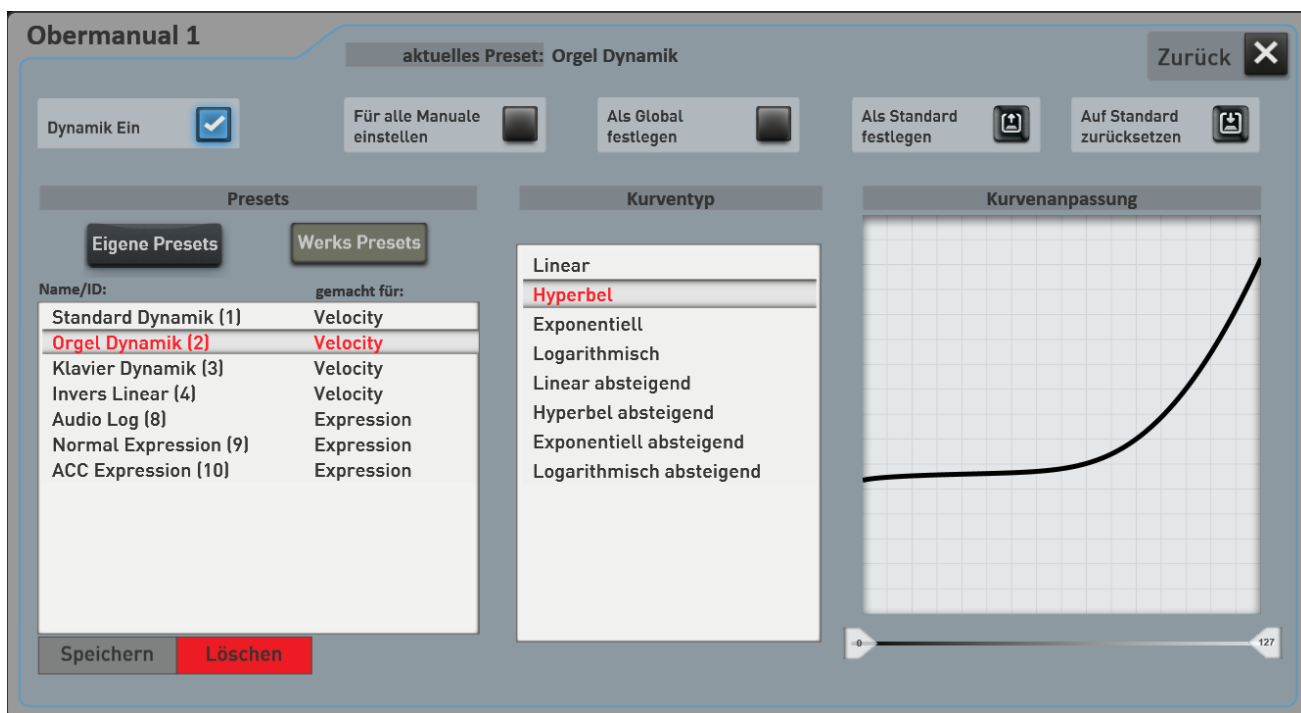 Obermanual 1
aktuelles Preset: Orgel Dynamik
Zurück
Dynamik Ein
Für alle Manuale
einstellen
Als Global
festlegen
Als Standard
festlegen
Auf Standard
zurücksetzen
Presets
Eigene Presets Werks Presets
Name/ID: gemacht für:
Standard Dynamik (1) Velocity
Orgel Dynamik (2) Velocity
Klavier Dynamik (3) Velocity
Invers Linear (4) Velocity
Audio Log (8) Expression
Normal Expression (9) Expression
ACC Expression (10) Expression
Speichern Löschen
Kurventyp
Linear
Hyperbel
Exponentiell
Logarithmisch
Linear absteigend
Hyperbel absteigend
Exponentiell absteigend
Logarithmisch absteigend
Kurvenanpassung
0 127